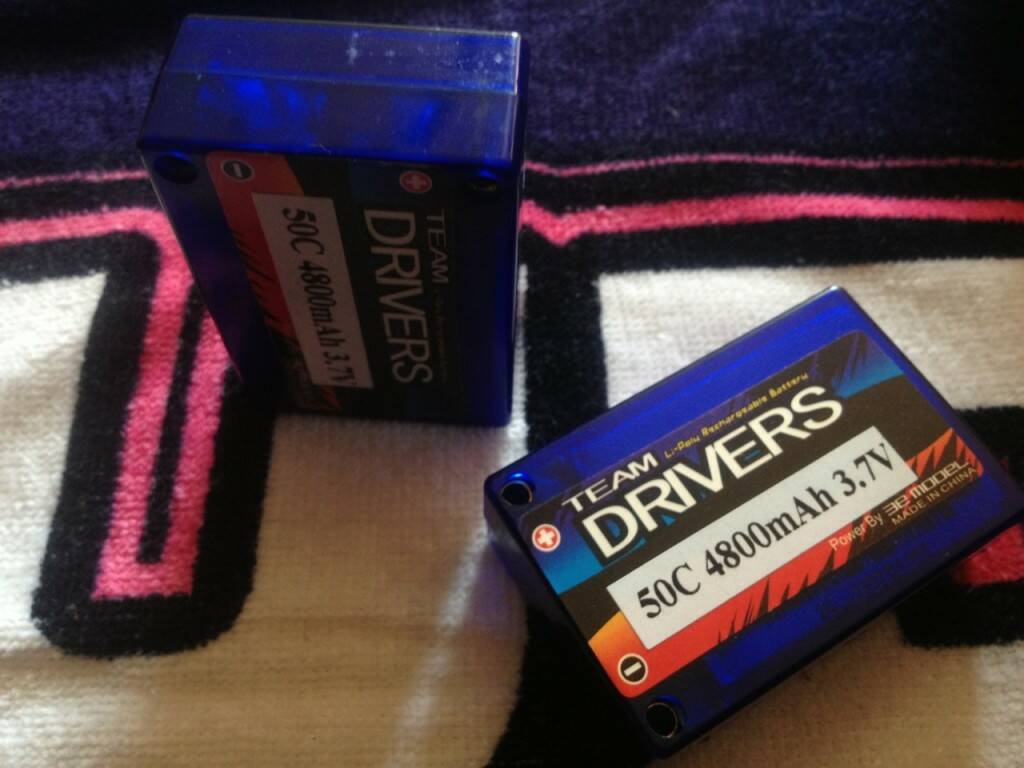 TEAM
DRIVERS
50C 4800mAh 3.7V
TEAM Li-Poly Rechargeable Battery
DRIVERS
50C 4800mAh 3.7V
Power By 3E MODEL
MADE IN CHINA